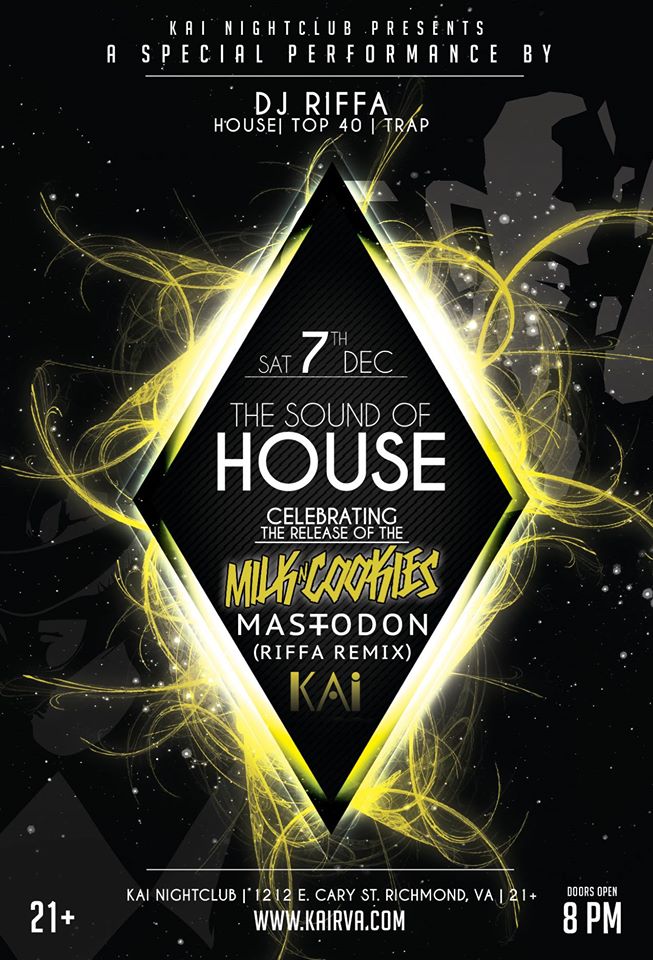 KAI NIGHTCLUB PRESENTS
A SPECIAL PERFORMANCE BY
DJ RIFFA
HOUSE| TOP 40 | TRAP
SAT 7TH DEC
THE SOUND OF
HOUSE
CELEBRATING
THE RELEASE OF THE
MILK N COOKIES
MASTODON
(RIFFA REMIX)
KAi
KAI NIGHTCLUB | 1212 E. CARY ST. RICHMOND, VA | 21+
WWW.KAIRVA.COM
21+
DOORS OPEN
8 PM